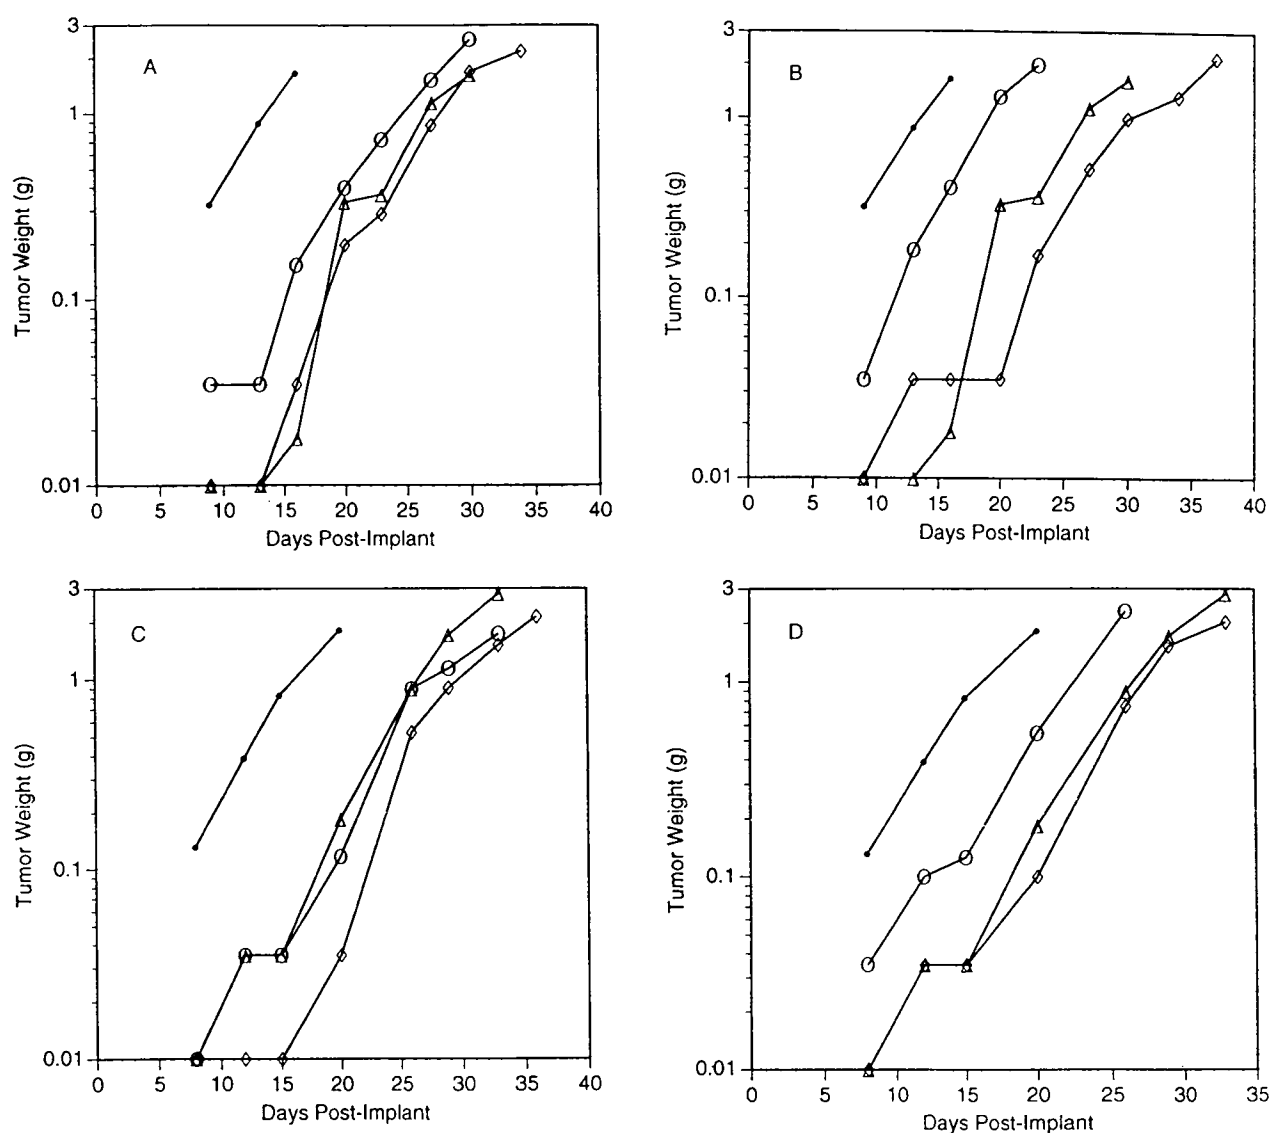 A
Tumor Weight (g)
3
1
0.1
0.01
0 5 10 15 20 25 30 35 40
Days Post-Implant
B
Tumor Weight (g)
3
1
0.1
0.01
0 5 10 15 20 25 30 35 40
Days Post-Implant
C
Tumor Weight (g)
3
1
0.1
0.01
0 5 10 15 20 25 30 35 40
Days Post-Implant
D
Tumor Weight (g)
3
1
0.1
0.01
0 5 10 15 20 25 30 35
Days Post-Implant